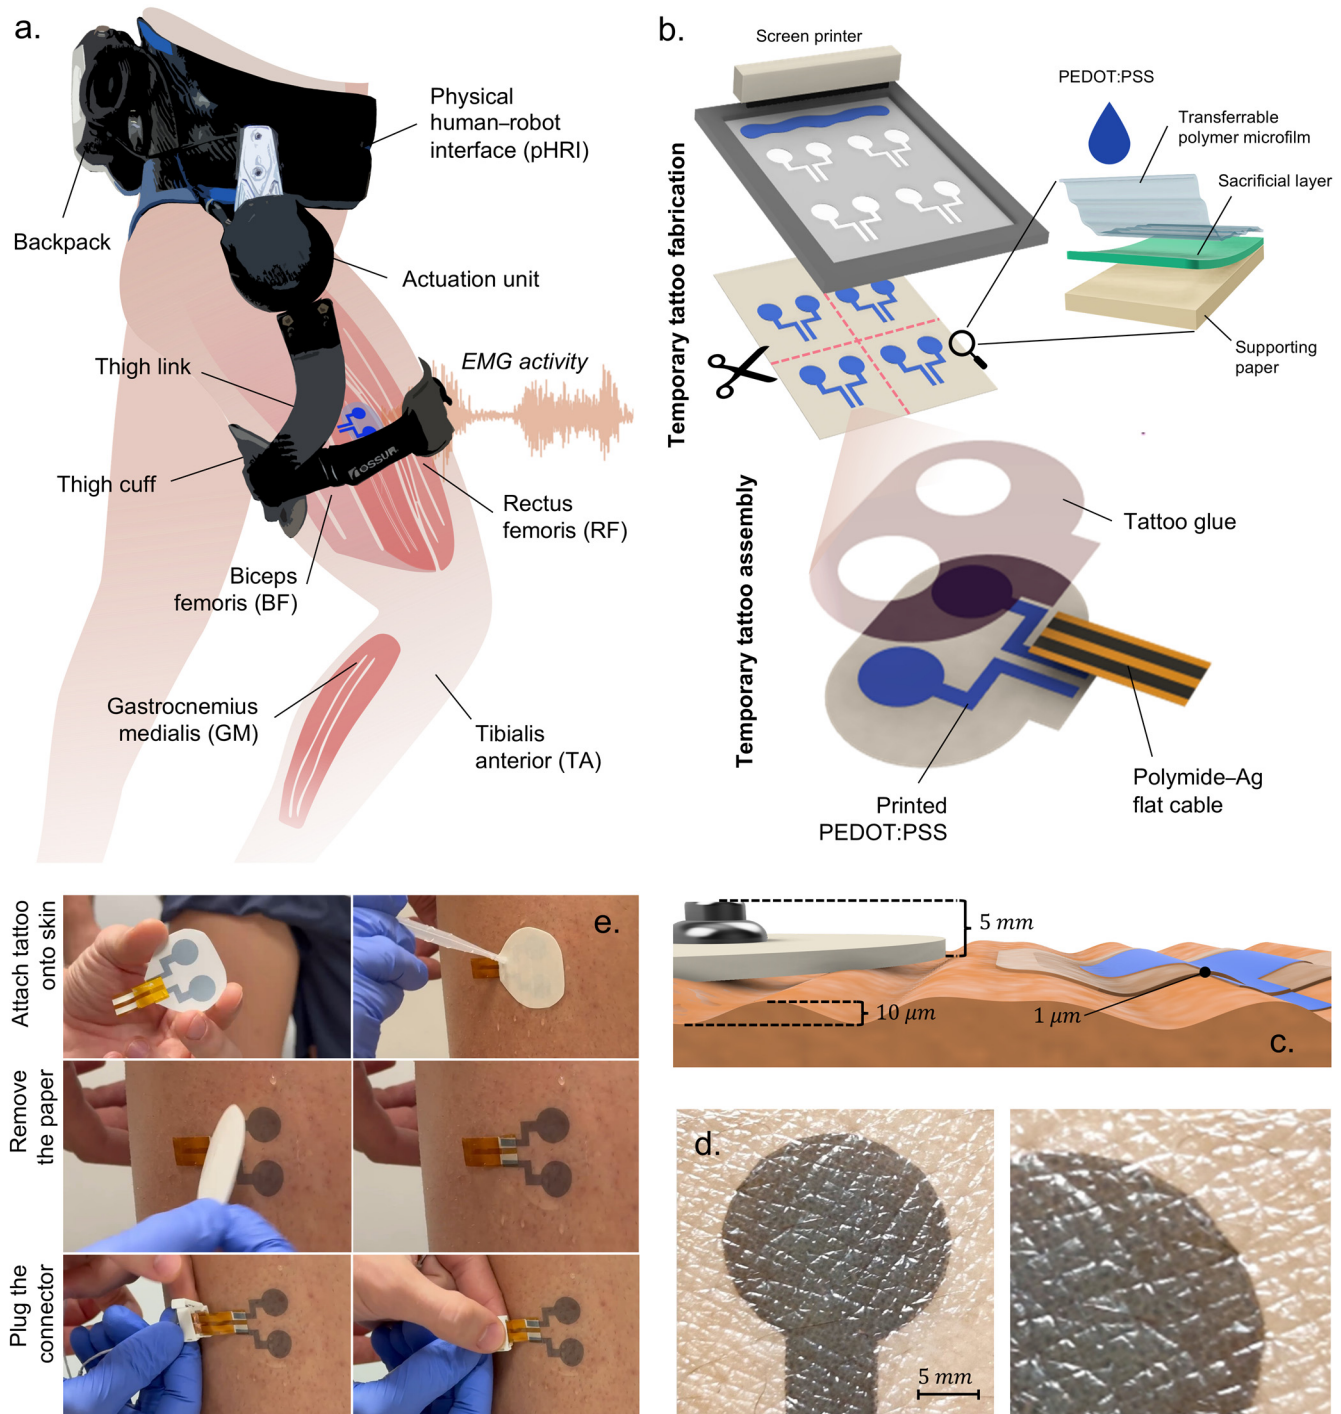 a.
Physical
human–robot
interface (pHRI)
Backpack
Actuation unit
Thigh link
EMG activity
Thigh cuff
ÖSSUR
Rectus
femoris (RF)
Biceps
femoris (BF)
Gastrocnemius
medialis (GM)
Tibialis
anterior (TA)
b.
Screen printer
PEDOT:PSS
Transferrable
polymer microfilm
Sacrificial layer
Supporting
paper
Temporary tattoo fabrication
Temporary tattoo assembly
Tattoo glue
Polymide–Ag
flat cable
Printed
PEDOT:PSS
e.
Attach tattoo
onto skin
Remove
the paper
Plug the
connector
5 mm
10 μm
1 μm
c.
d.
5 mm